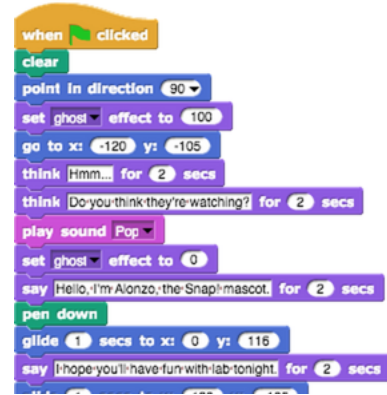 when clicked
clear
point in direction 90
set ghost effect to 100
go to x: -120 y: -105
think Hmm... for 2 secs
think Do you think they're watching? for 2 secs
play sound Pop
set ghost effect to 0
say Hello, I'm Alonzo, the Snap! mascot. for 2 secs
pen down
glide 1 secs to x: 0 y: 116
say I hope you'll have fun with lab tonight. for 2 secs